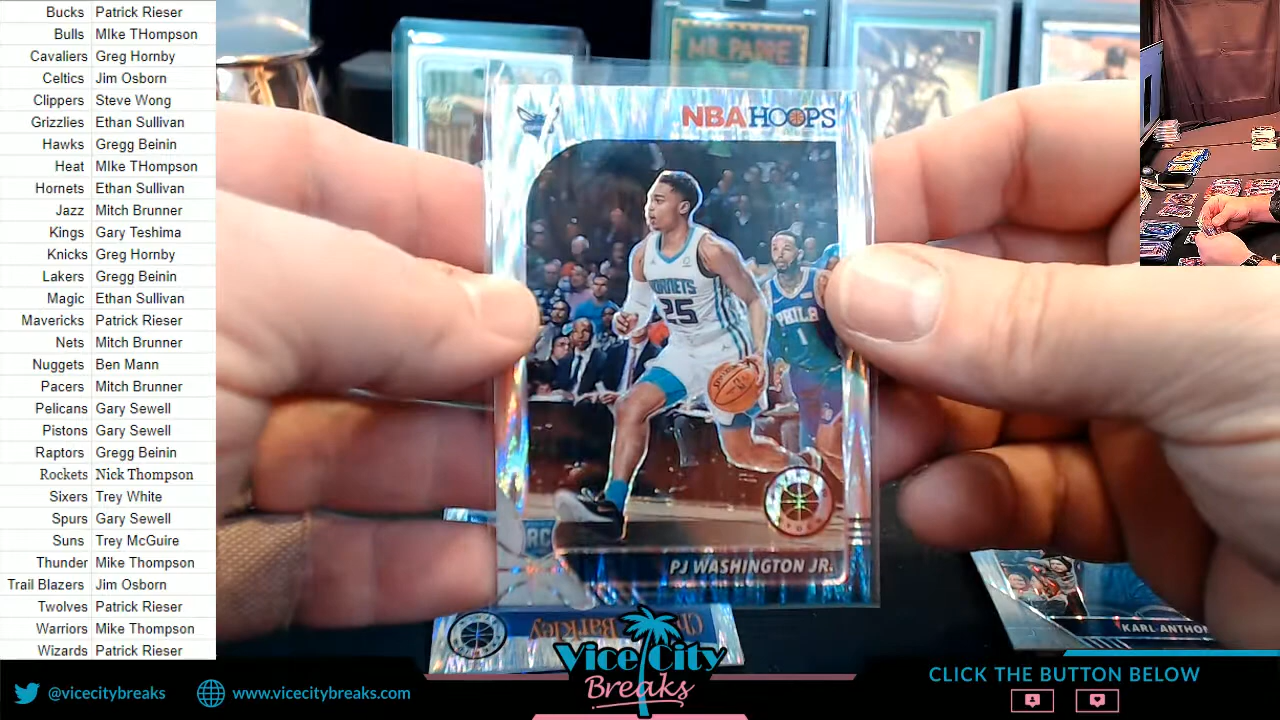 Bucks Patrick Rieser
Bulls MIke THompson
Cavaliers Greg Hornby
Celtics Jim Osborn
Clippers Steve Wong
Grizzlies Ethan Sullivan
Hawks Gregg Beinin
Heat MIke THompson
Hornets Ethan Sullivan
Jazz Mitch Brunner
Kings Gary Teshima
Knicks Greg Hornby
Lakers Gregg Beinin
Magic Ethan Sullivan
Mavericks Patrick Rieser
Nets Mitch Brunner
Nuggets Ben Mann
Pacers Mitch Brunner
Pelicans Gary Sewell
Pistons Gary Sewell
Raptors Gregg Beinin
Rockets Nick Thompson
Sixers Trey White
Spurs Gary Sewell
Suns Trey McGuire
Thunder Mike Thompson
Trail Blazers Jim Osborn
Twolves Patrick Rieser
Warriors Mike Thompson
Wizards Patrick Rieser
NBA HOOPS
HORNETS
25
PHILA
1
RC
PJ WASHINGTON JR.
Barkley
KARL-ANTHON
Vice City
Breaks
@vicecitybreaks
www.vicecitybreaks.com
CLICK THE BUTTON BELOW